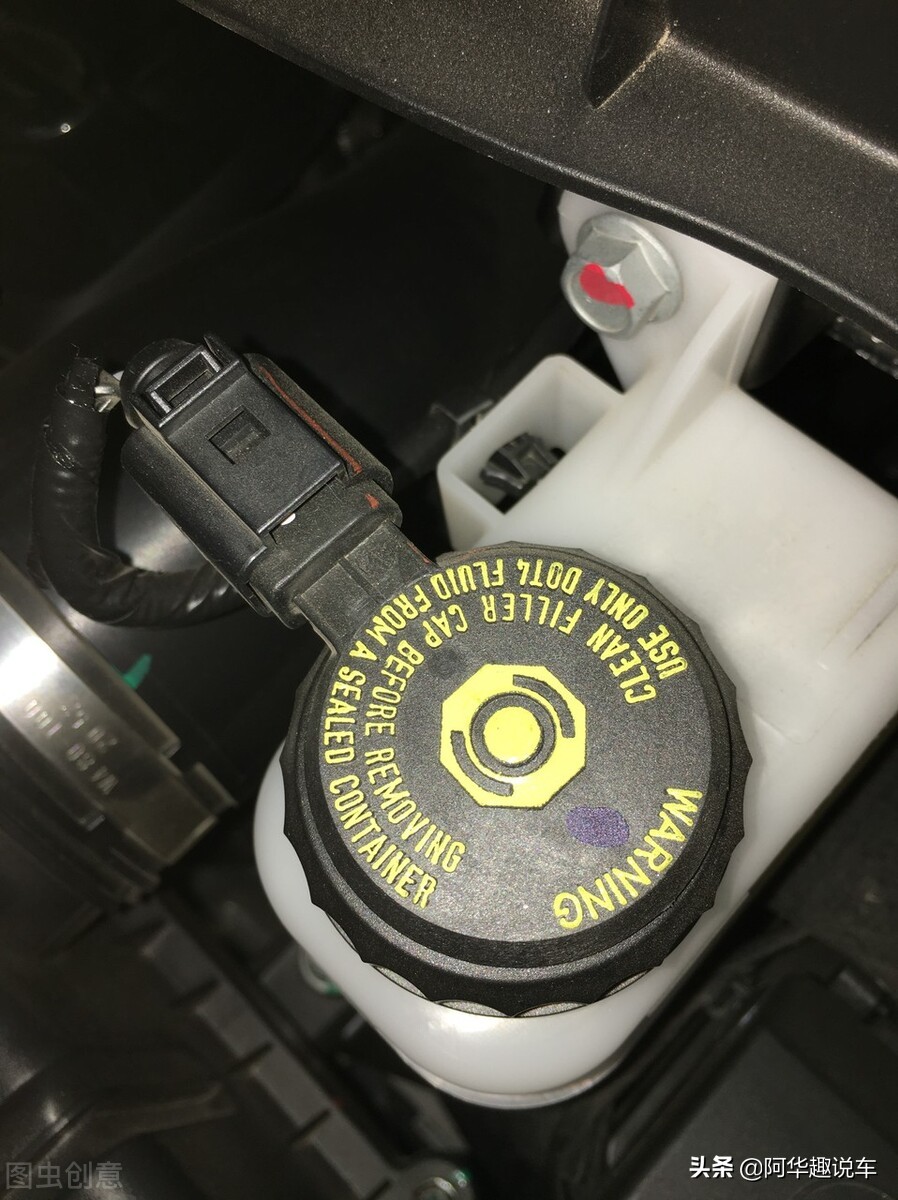 WARNING
USE ONLY DOT4 FLUID FROM A SEALED CONTAINER
CLEAN FILLER CAP BEFORE REMOVING
图虫创意
头条 @阿华趣说车